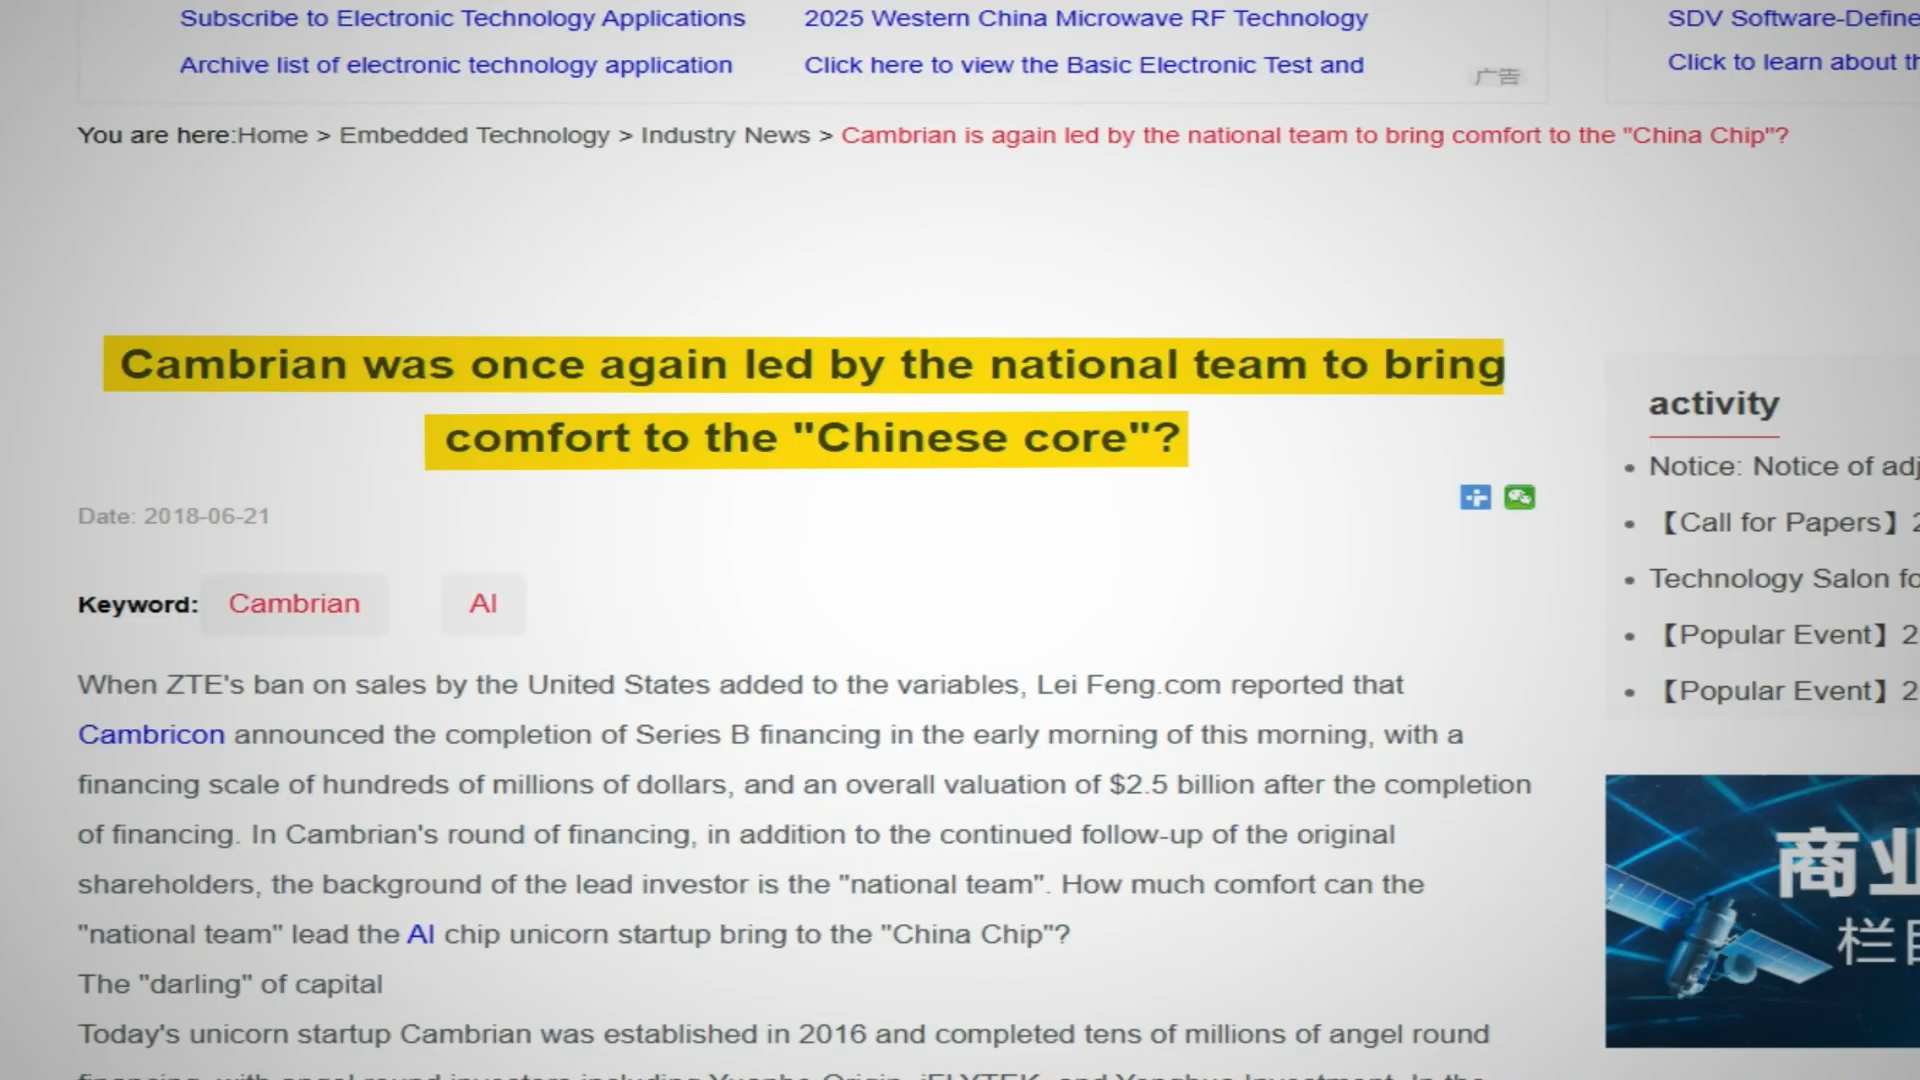 Subscribe to Electronic Technology Applications
2025 Western China Microwave RF Technology
SDV Software-Define
Archive list of electronic technology application
Click here to view the Basic Electronic Test and
广告
Click to learn about th
You are here:Home > Embedded Technology > Industry News > Cambrian is again led by the national team to bring comfort to the "China Chip"?
Cambrian was once again led by the national team to bring
comfort to the "Chinese core"?
Date: 2018-06-21
Keyword: Cambrian AI
When ZTE's ban on sales by the United States added to the variables, Lei Feng.com reported that
Cambricon announced the completion of Series B financing in the early morning of this morning, with a
financing scale of hundreds of millions of dollars, and an overall valuation of $2.5 billion after the completion
of financing. In Cambrian's round of financing, in addition to the continued follow-up of the original
shareholders, the background of the lead investor is the "national team". How much comfort can the
"national team" lead the AI chip unicorn startup bring to the "China Chip"?
The "darling" of capital
Today's unicorn startup Cambrian was established in 2016 and completed tens of millions of angel round
activity
Notice: Notice of adj
【Call for Papers】2
Technology Salon fo
【Popular Event】2
【Popular Event】2
商业
栏目